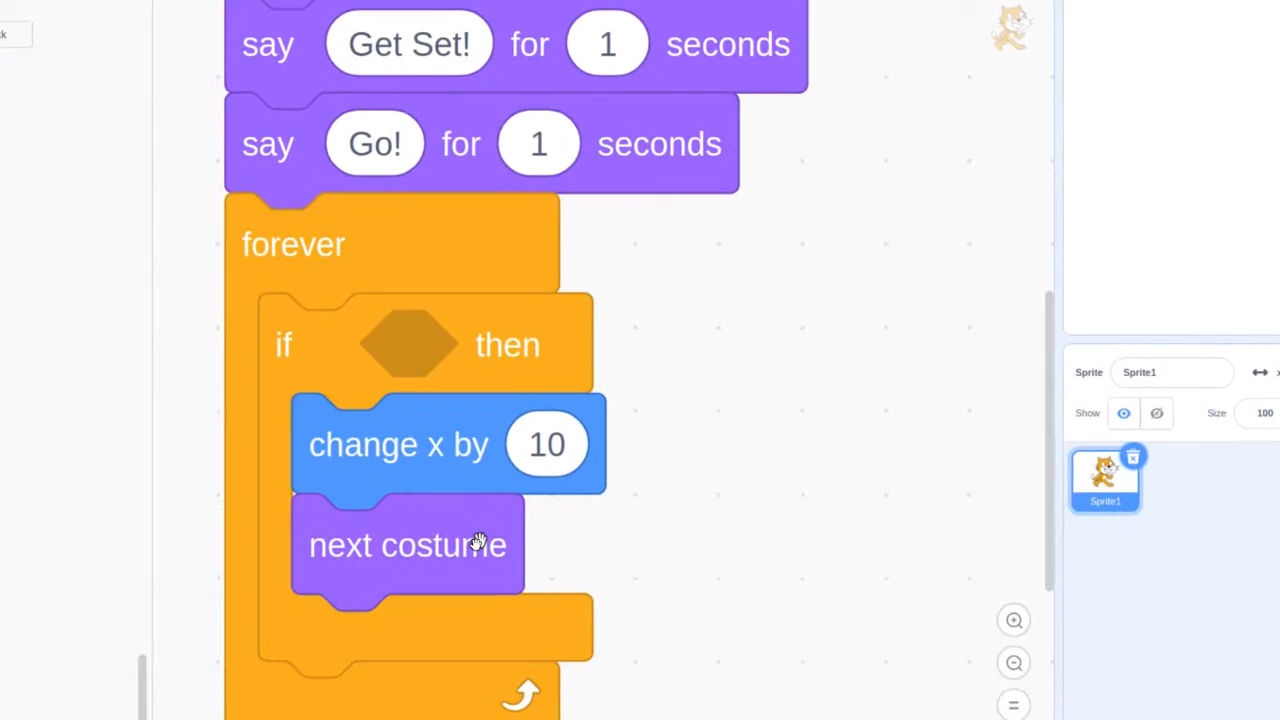 ck
say Get Set! for 1 seconds
say Go! for 1 seconds
forever
if then
change x by 10
next costume
Sprite Sprite1 x
Show Size 100
Sprite1